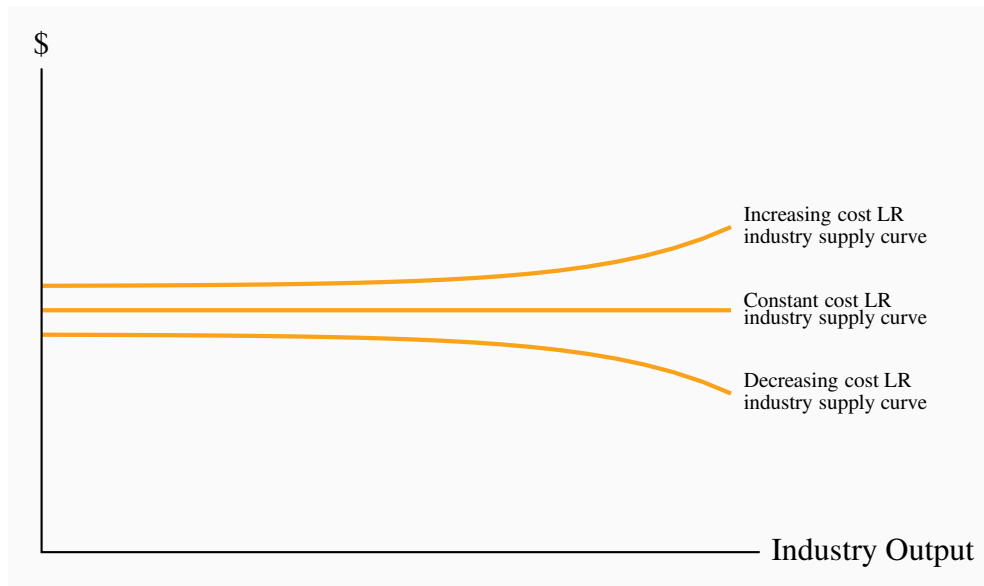 $
Increasing cost LR
industry supply curve
Constant cost LR
industry supply curve
Decreasing cost LR
industry supply curve
Industry Output